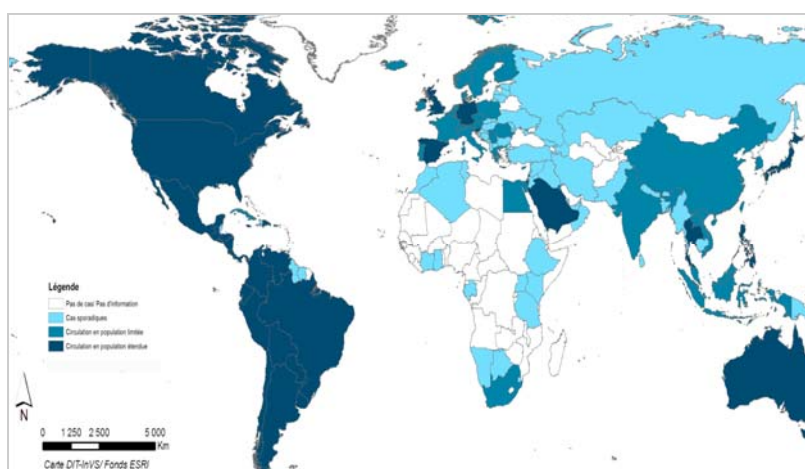 Légende
Pas de cas/ Pas d'information
Cas sporadiques
Circulation en population limitée
Circulation en population étendue
N
0 1 250 2 500 5 000
Km
Carte DIT-InVS/ Fonds ESRI